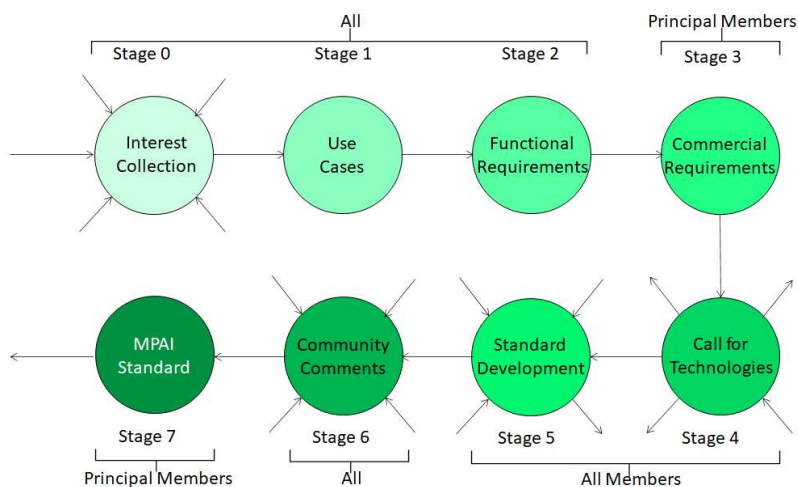 All
Principal Members
Stage 0
Stage 1
Stage 2
Stage 3
Interest
Collection
Use
Cases
Functional
Requirements
Commercial
Requirements
MPAI
Standard
Community
Comments
Standard
Development
Call for
Technologies
Stage 7
Stage 6
Stage 5
Stage 4
Principal Members
All
All Members